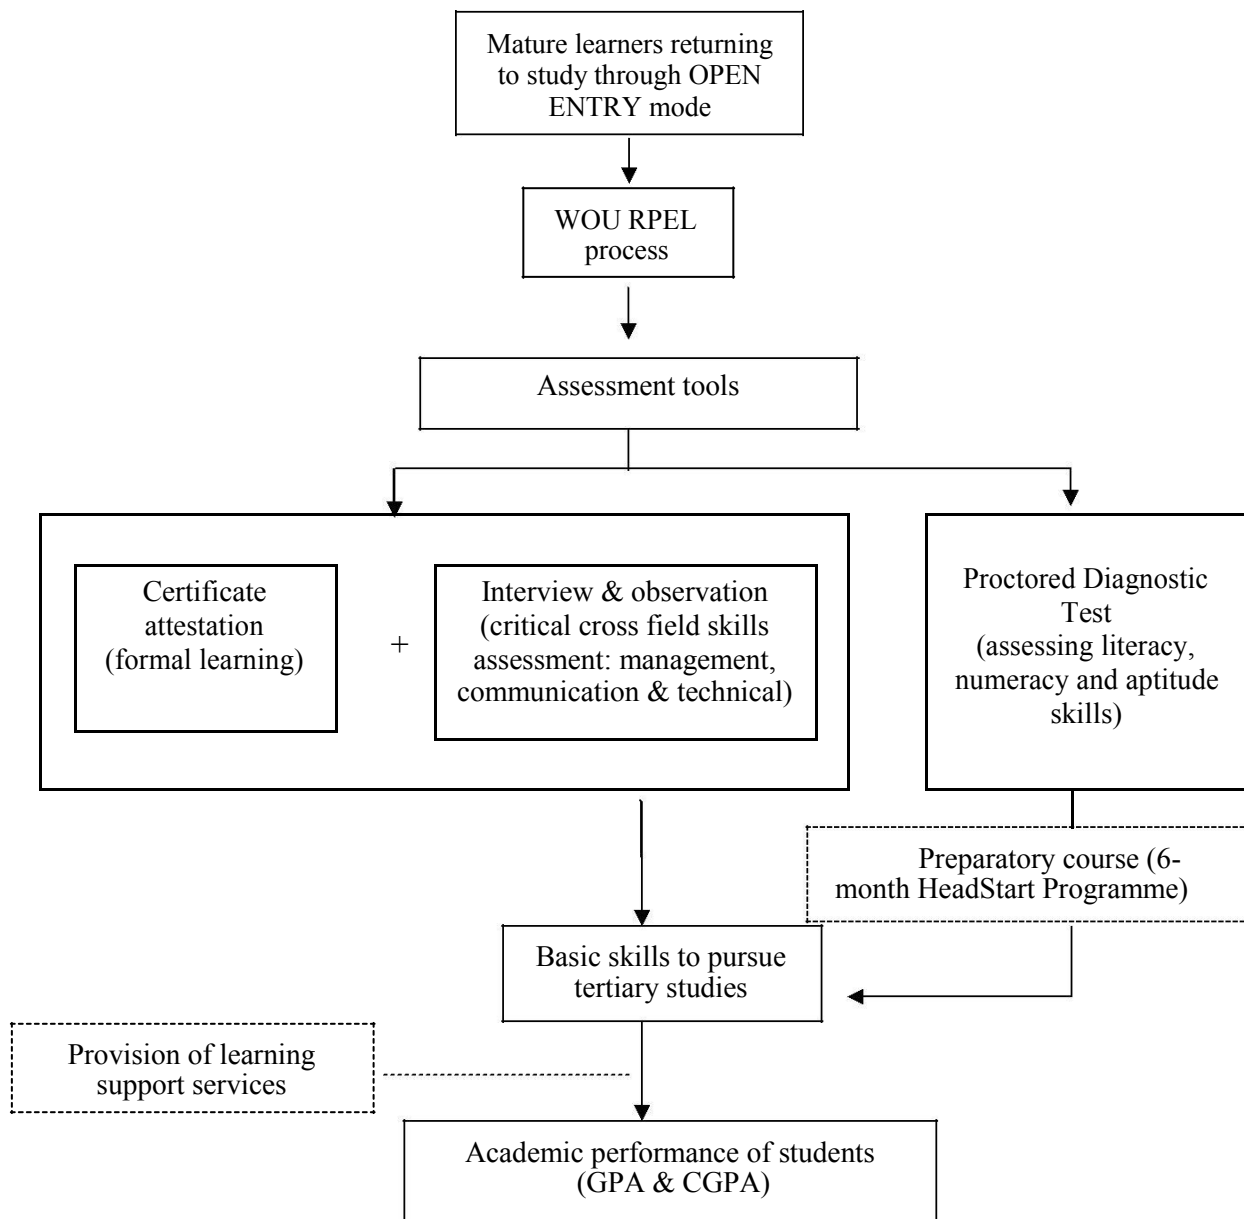 Mature learners returning
to study through OPEN
ENTRY mode
WOU RPEL
process
Assessment tools
Certificate
attestation
(formal learning)
+
Interview & observation
(critical cross field skills
assessment: management,
communication & technical)
Proctored Diagnostic
Test
(assessing literacy,
numeracy and aptitude
skills)
Preparatory course (6-
month HeadStart Programme)
Basic skills to pursue
tertiary studies
Provision of learning
support services
Academic performance of students
(GPA & CGPA)